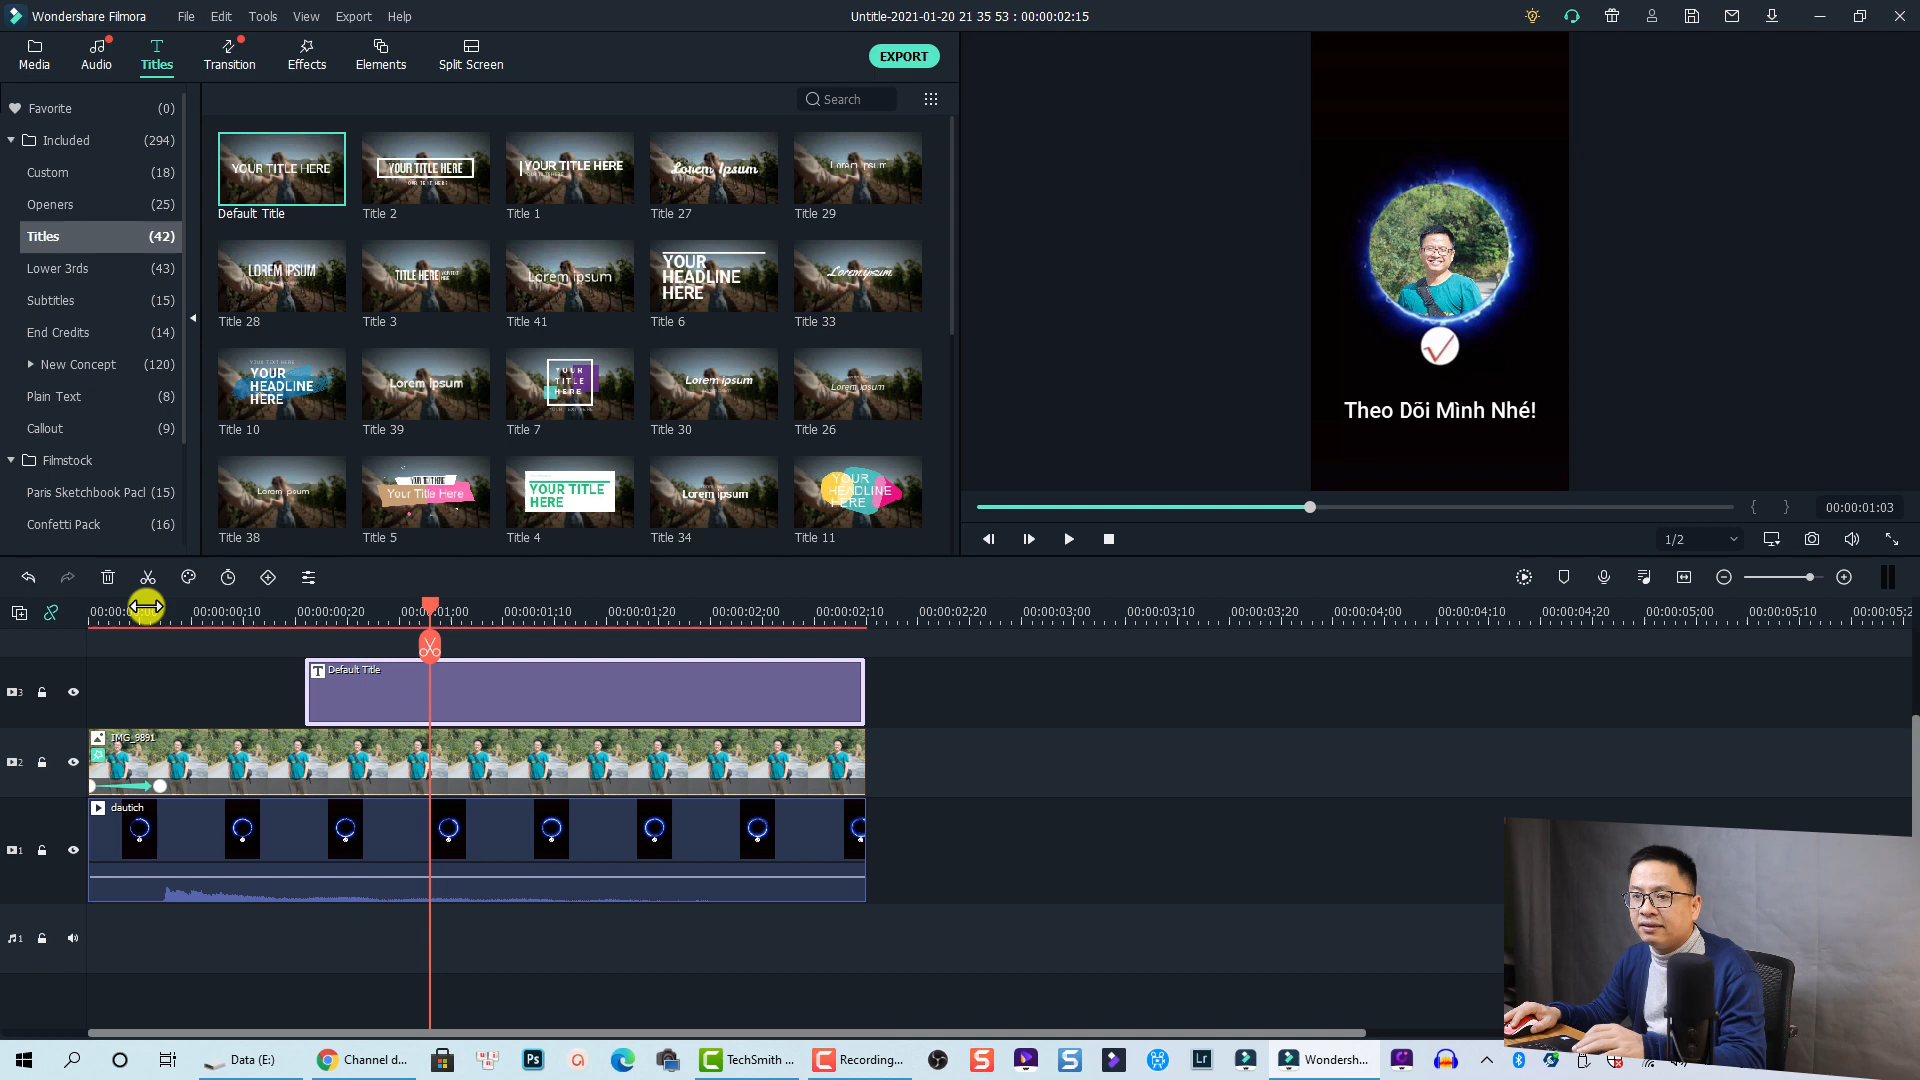 Wondershare Filmora
File
Edit
Tools
View
Export
Help
Untitle-2021-01-20 21 35 53 : 00:00:02:15
Media
Audio
Titles
Transition
Effects
Elements
Split Screen
EXPORT
Search
Favorite (0)
Included (294)
Custom (18)
Openers (25)
Titles (42)
Lower 3rds (43)
Subtitles (15)
End Credits (14)
New Concept (120)
Plain Text (8)
Callout (9)
Filmstock
Paris Sketchbook Pacl (15)
Confetti Pack (16)
YOUR TITLE HERE
YOUR TITLE HERE
YOUR TITLE HERE
Lorem Ipsum
Lorem Ipsum
Default Title
Title 2
Title 1
Title 27
Title 29
LOREM IPSUM
TITLE HERE
Lorem Ipsum
YOUR
HEADLINE
HERE
Lorem ipsum
Title 28
Title 3
Title 41
Title 6
Title 33
YOUR TEXT HERE
YOUR
HEADLINE
HERE
Lorem Ipsum
YOUR
TITLE
HERE
Lorem Ipsum
Lorem Ipsum
Title 10
Title 39
Title 7
Title 30
Title 26
Lorem Ipsum
Your Title Here
YOUR TITLE
HERE
Lorem Ipsum
YOUR
HEADLINE
HERE
Title 38
Title 5
Title 4
Title 34
Title 11
Theo Dõi Mình Nhé!
00:00:01:03
1/2
00:00:00:10
00:00:00:20
00:00:01:00
00:00:01:10
00:00:01:20
00:00:02:00
00:00:02:10
00:00:02:20
00:00:03:00
00:00:03:10
00:00:03:20
00:00:04:00
00:00:04:10
00:00:04:20
00:00:05:00
00:00:05:10
00:00:05:2
Default Title
3
IMG_9891
2
dautich
1
1
Data (E:)
Channel d...
TechSmith ...
Recording...
Lr
Ps
Wondersh...